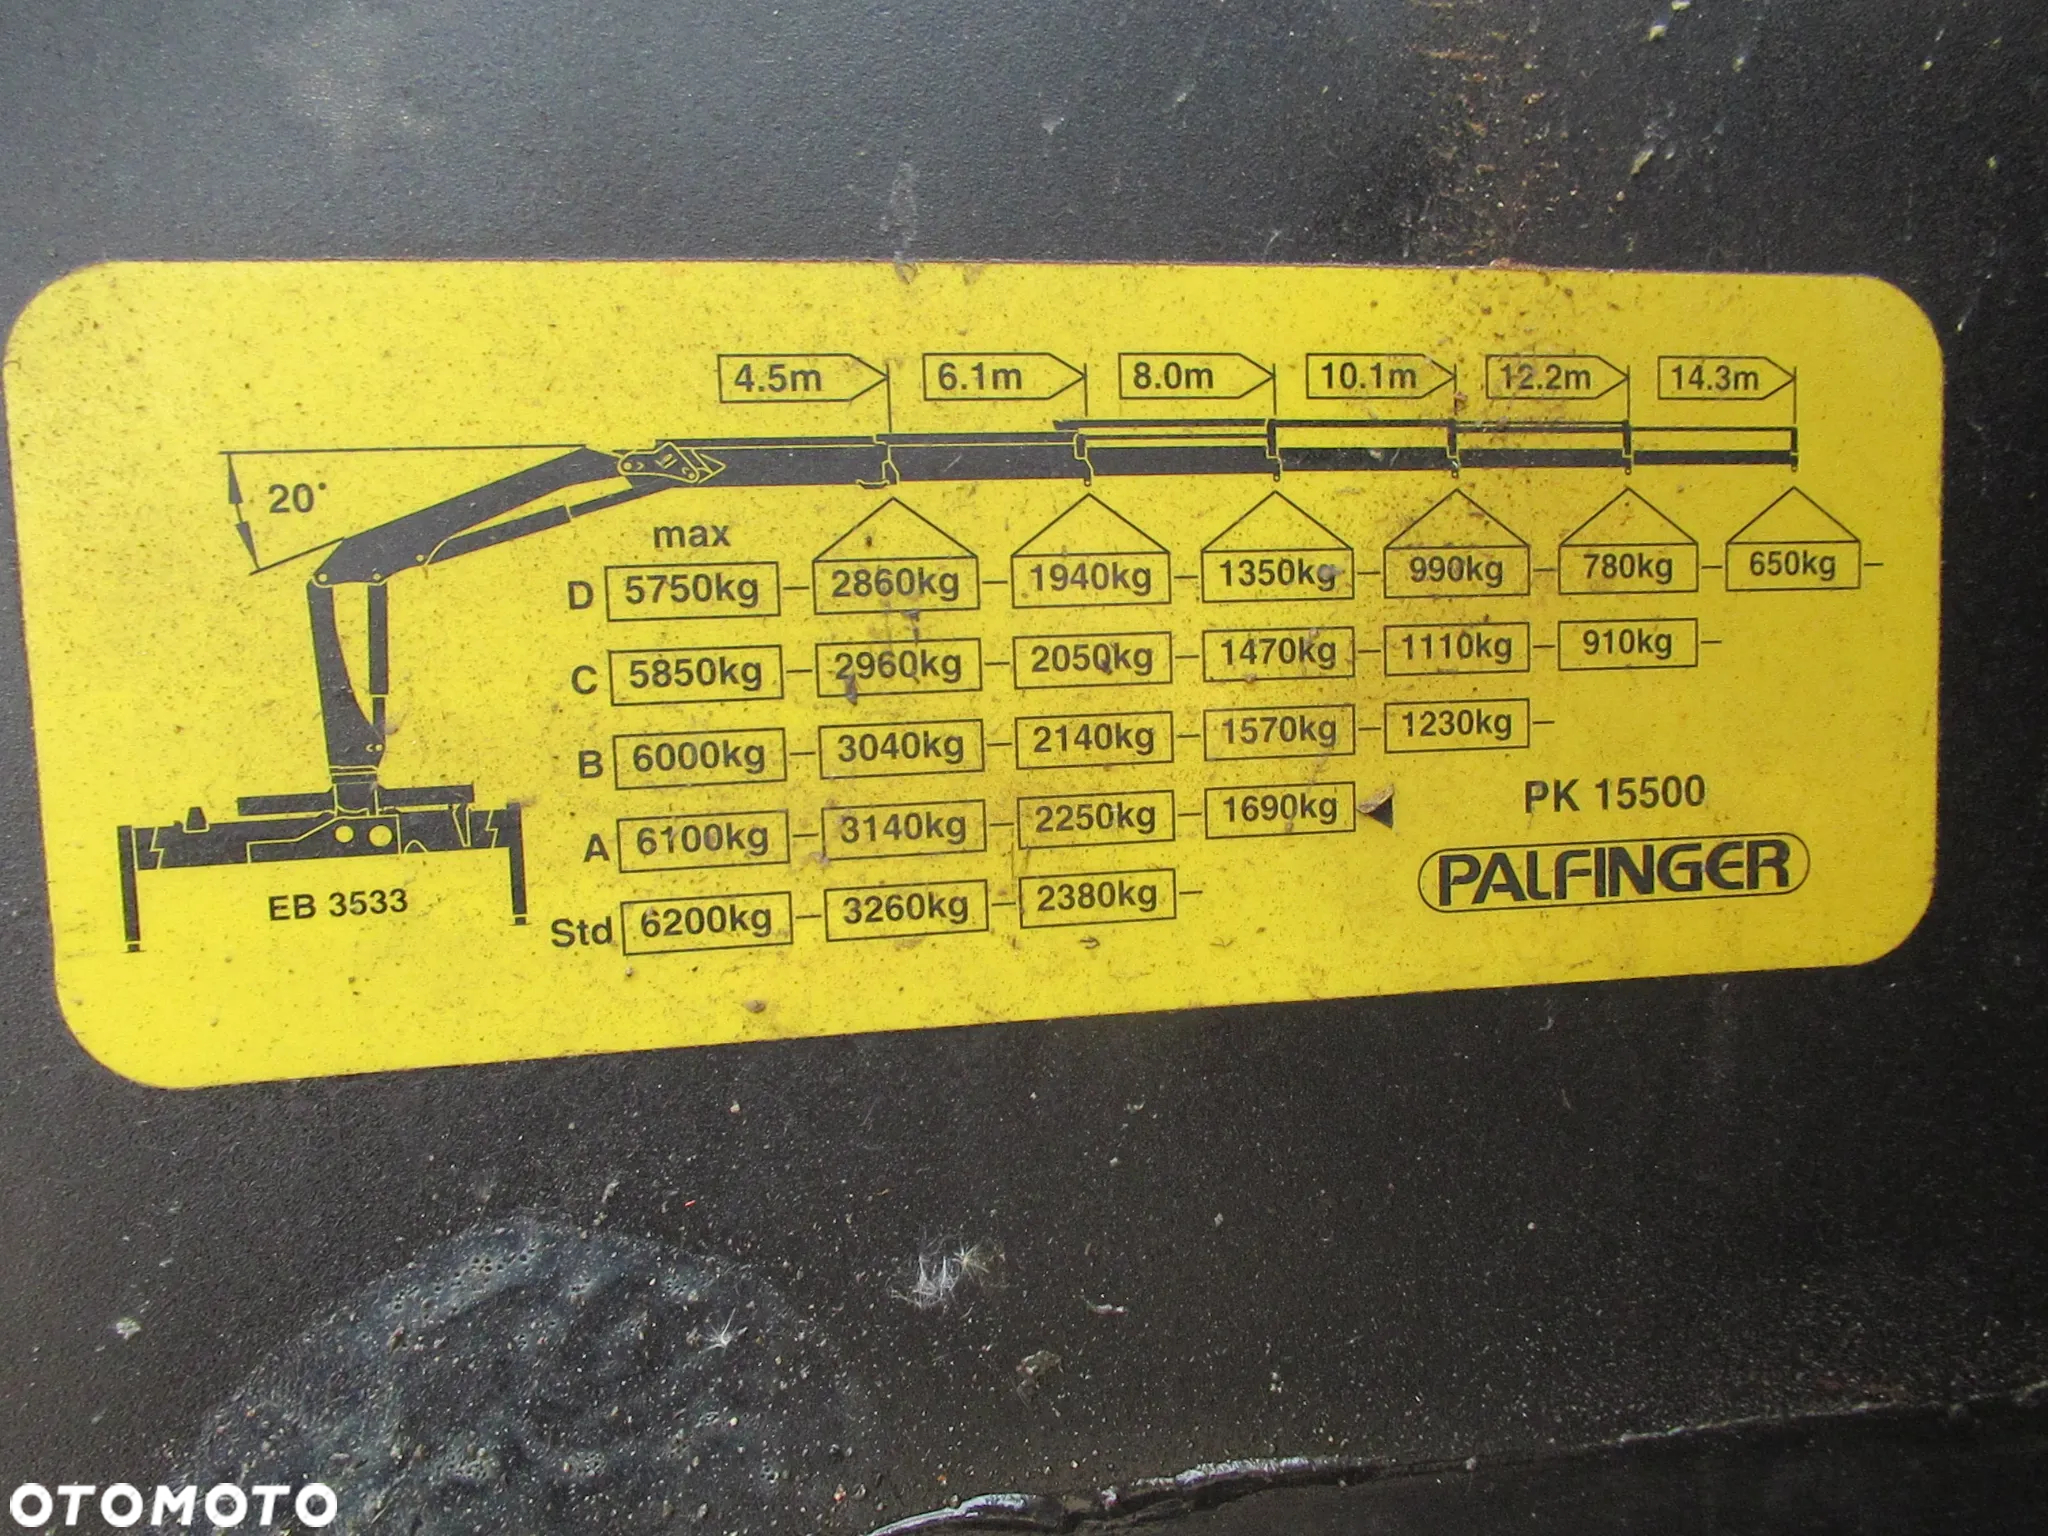 4.5m 6.1m 8.0m 10.1m 12.2m 14.3m
20°
max
D 5750kg 2860kg 1940kg 1350kg 990kg 780kg 650kg
C 5850kg 2960kg 2050kg 1470kg 1110kg 910kg
B 6000kg 3040kg 2140kg 1570kg 1230kg
A 6100kg 3140kg 2250kg 1690kg
Std 6200kg 3260kg 2380kg
EB 3533
PK 15500
PALFINGER
OTOMOTO